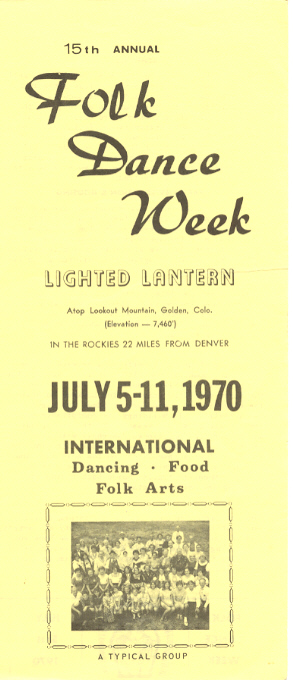 15th ANNUAL
Folk
Dance
Week
LIGHTED LANTERN
Atop Lookout Mountain, Golden, Colo.
(Elevation — 7,460')
IN THE ROCKIES 22 MILES FROM DENVER
JULY 5-11, 1970
INTERNATIONAL
Dancing · Food
Folk Arts
A TYPICAL GROUP